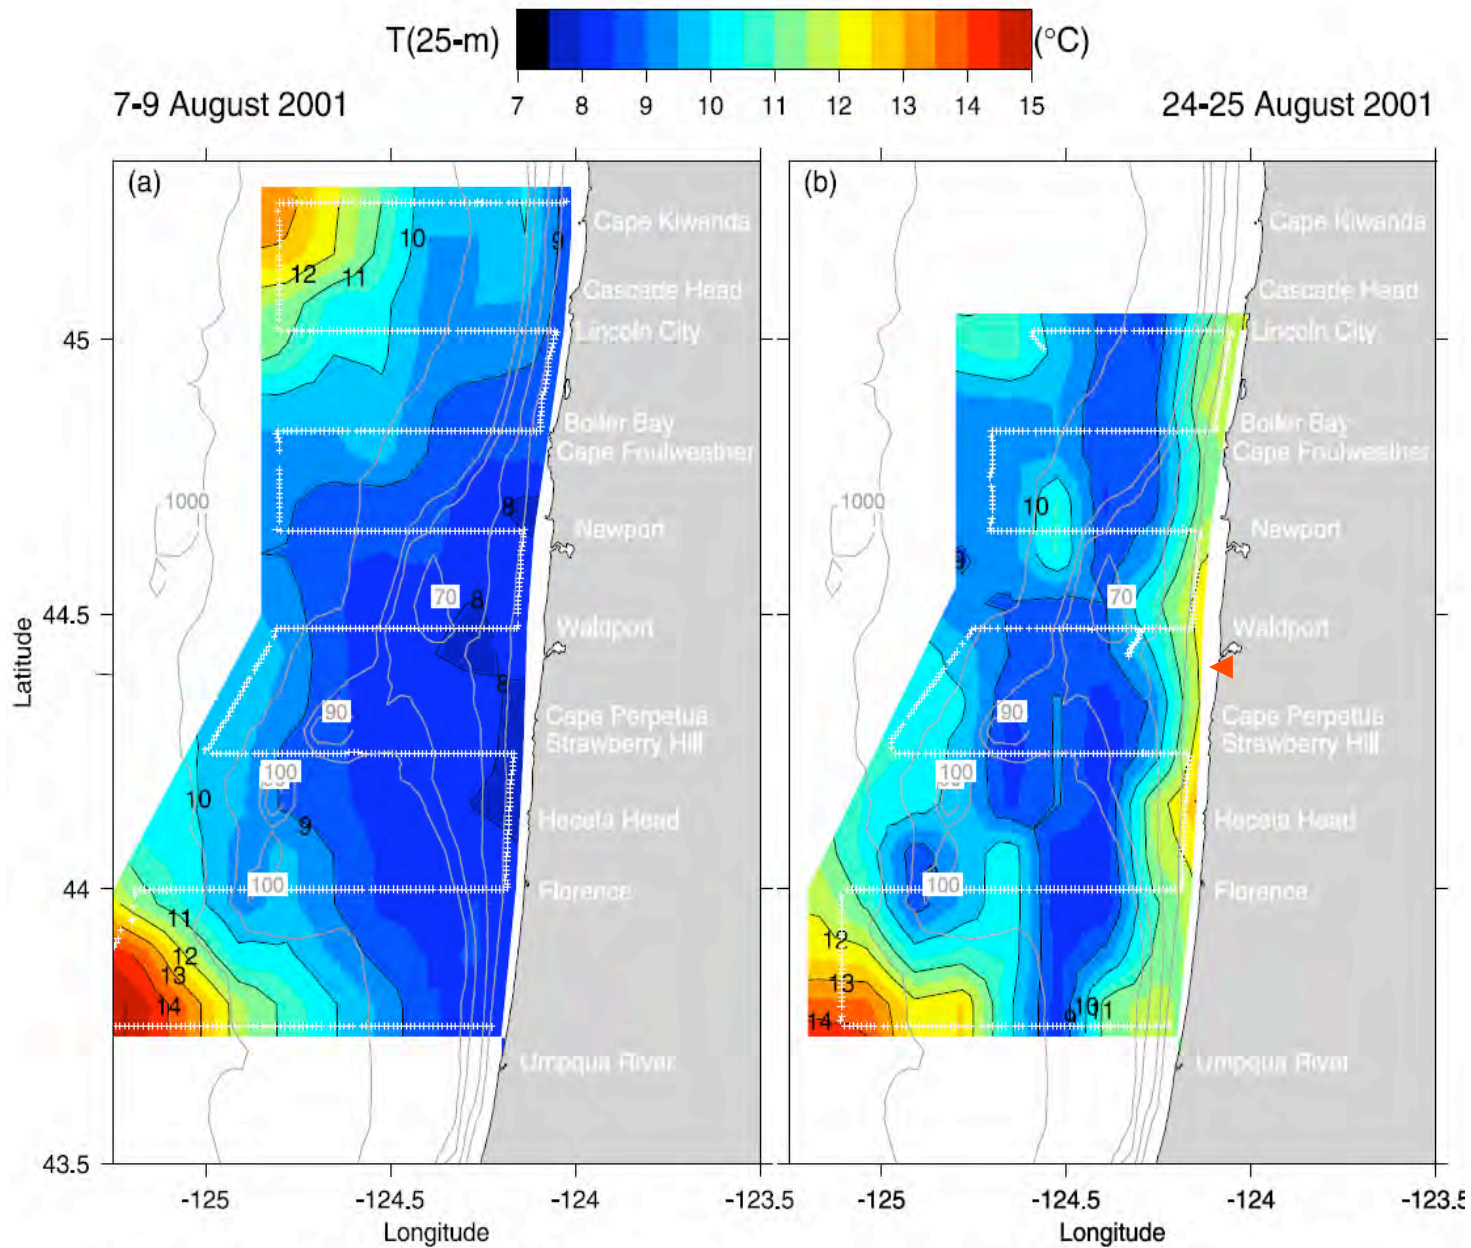 T(25-m) (°C)
7 8 9 10 11 12 13 14 15
7-9 August 2001 24-25 August 2001
(a)
Cape Kiwanda
Cascade Head
Lincoln City
Boiler Bay
Cape Foulweather
Newport
Waldport
Cape Perpetua
Strawberry Hill
Heceta Head
Florence
Umpqua River
10 9
12 11
8
1000
70 8
8
90
100
10
9
100
11
12
13
14
45
44.5
44
43.5
Latitude
-125 -124.5 -124 -123.5
Longitude
(b)
Cape Kiwanda
Cascade Head
Lincoln City
Boiler Bay
Cape Foulweather
Newport
Waldport
Cape Perpetua
Strawberry Hill
Heceta Head
Florence
Umpqua River
1000
10
9
70
90
100
100
12
13
14
9 10 11
-125 -124.5 -124 -123.5
Longitude